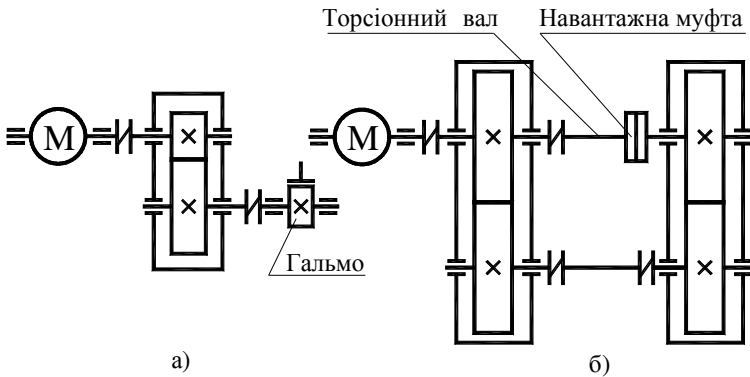 Торсіонний вал
Навантажна муфта
М
М
Гальмо
а)
б)